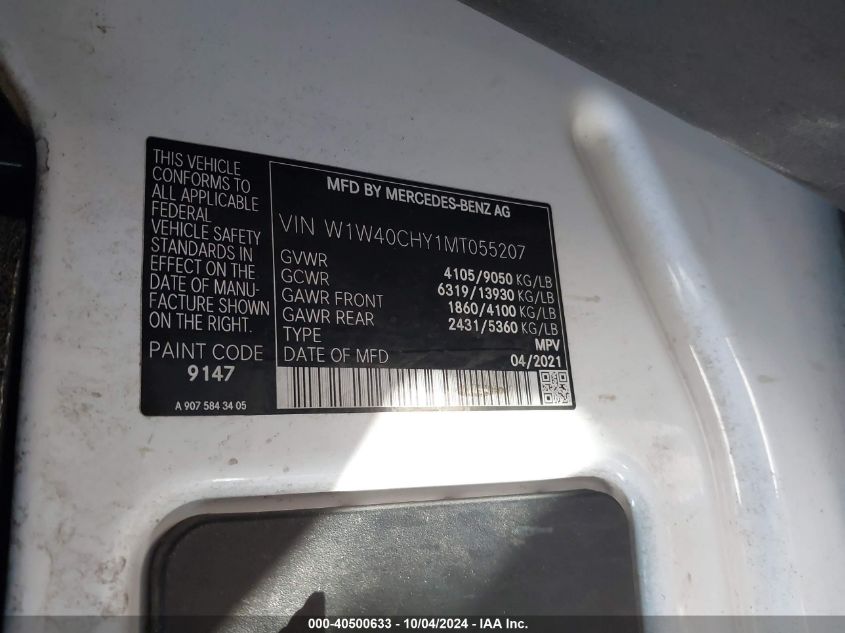 THIS VEHICLE
CONFORMS TO
ALL APPLICABLE
FEDERAL
VEHICLE SAFETY
STANDARDS IN
EFFECT ON THE
DATE OF MANU-
FACTURE SHOWN
ON THE RIGHT.
PAINT CODE
9147
A 907 584 34 05
MFD BY MERCEDES-BENZ AG
VIN W1W40CHY1MT055207
GVWR 4105/9050 KG/LB
GCWR 6319/13930 KG/LB
GAWR FRONT 1860/4100 KG/LB
GAWR REAR 2431/5360 KG/LB
TYPE MPV
DATE OF MFD 04/2021
000-40500633 - 10/04/2024 - IAA Inc.